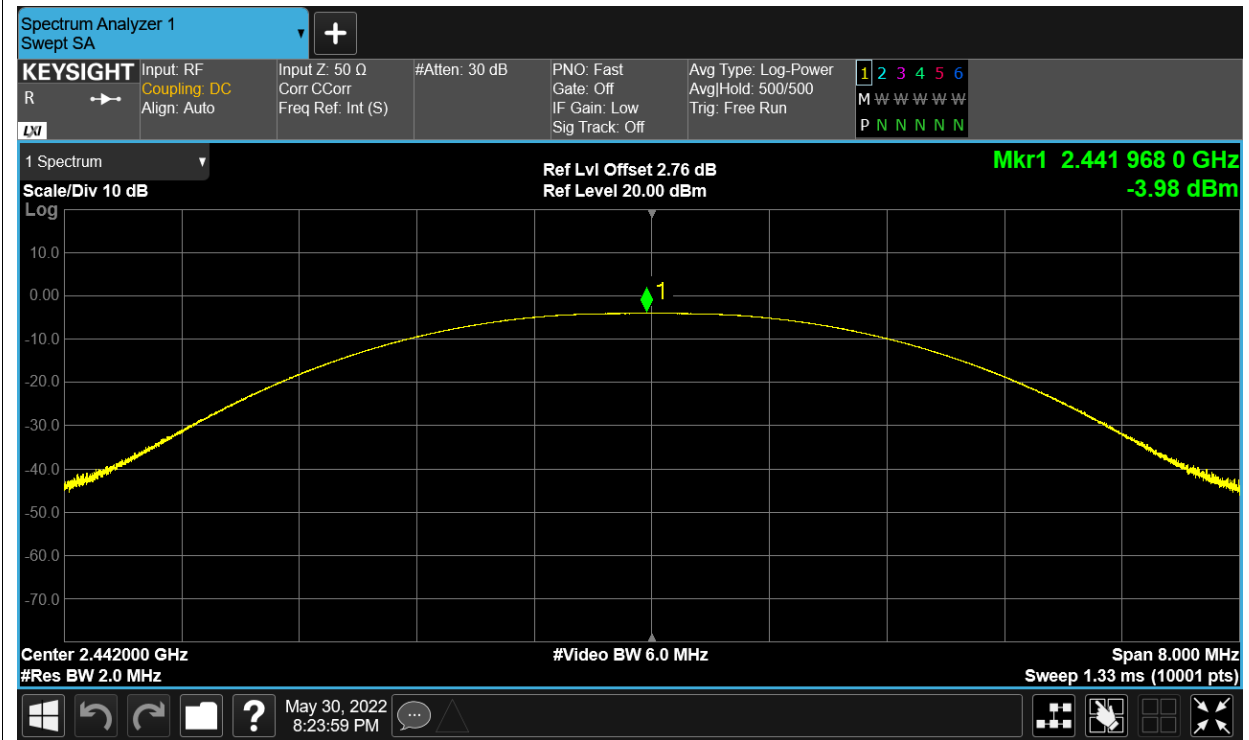 Spectrum Analyzer 1
Swept SA
+
KEYSIGHT
R
LXI
Input: RF
Coupling: DC
Align: Auto
Input Z: 50 Ω
Corr CCorr
Freq Ref: Int (S)
#Atten: 30 dB
PNO: Fast
Gate: Off
IF Gain: Low
Sig Track: Off
Avg Type: Log-Power
Avg|Hold: 500/500
Trig: Free Run
1 2 3 4 5 6
M W W W W W
P N N N N N
1 Spectrum
Scale/Div 10 dB
Ref Lvl Offset 2.76 dB
Ref Level 20.00 dBm
Mkr1 2.441 968 0 GHz
-3.98 dBm
Log
10.0
0.00
-10.0
-20.0
-30.0
-40.0
-50.0
-60.0
-70.0
1
Center 2.442000 GHz
#Res BW 2.0 MHz
#Video BW 6.0 MHz
Span 8.000 MHz
Sweep 1.33 ms (10001 pts)
?
May 30, 2022
8:23:59 PM